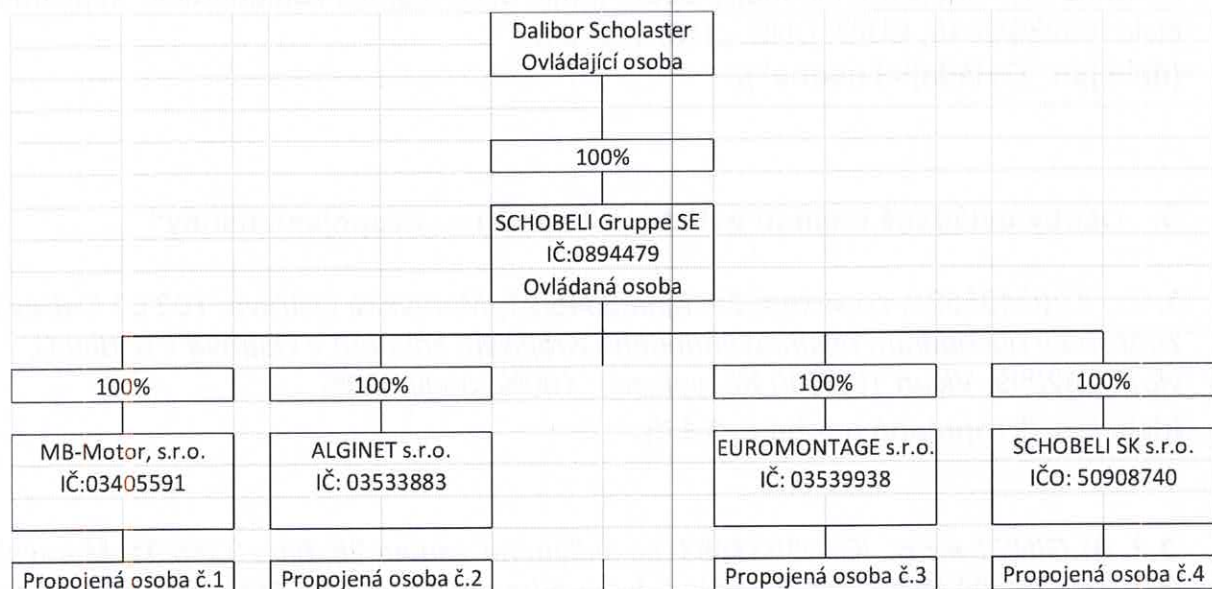 Dalibor Scholaster
Ovládající osoba
100%
SCHOBELI Gruppe SE
IČ:0894479
Ovládaná osoba
100%
100%
100%
100%
MB-Motor, s.r.o.
IČ:03405591
ALGINET s.r.o.
IČ: 03533883
EUROMONTAGE s.r.o.
IČ: 03539938
SCHOBELI SK s.r.o.
IČO: 50908740
Propojená osoba č.1
Propojená osoba č.2
Propojená osoba č.3
Propojená osoba č.4